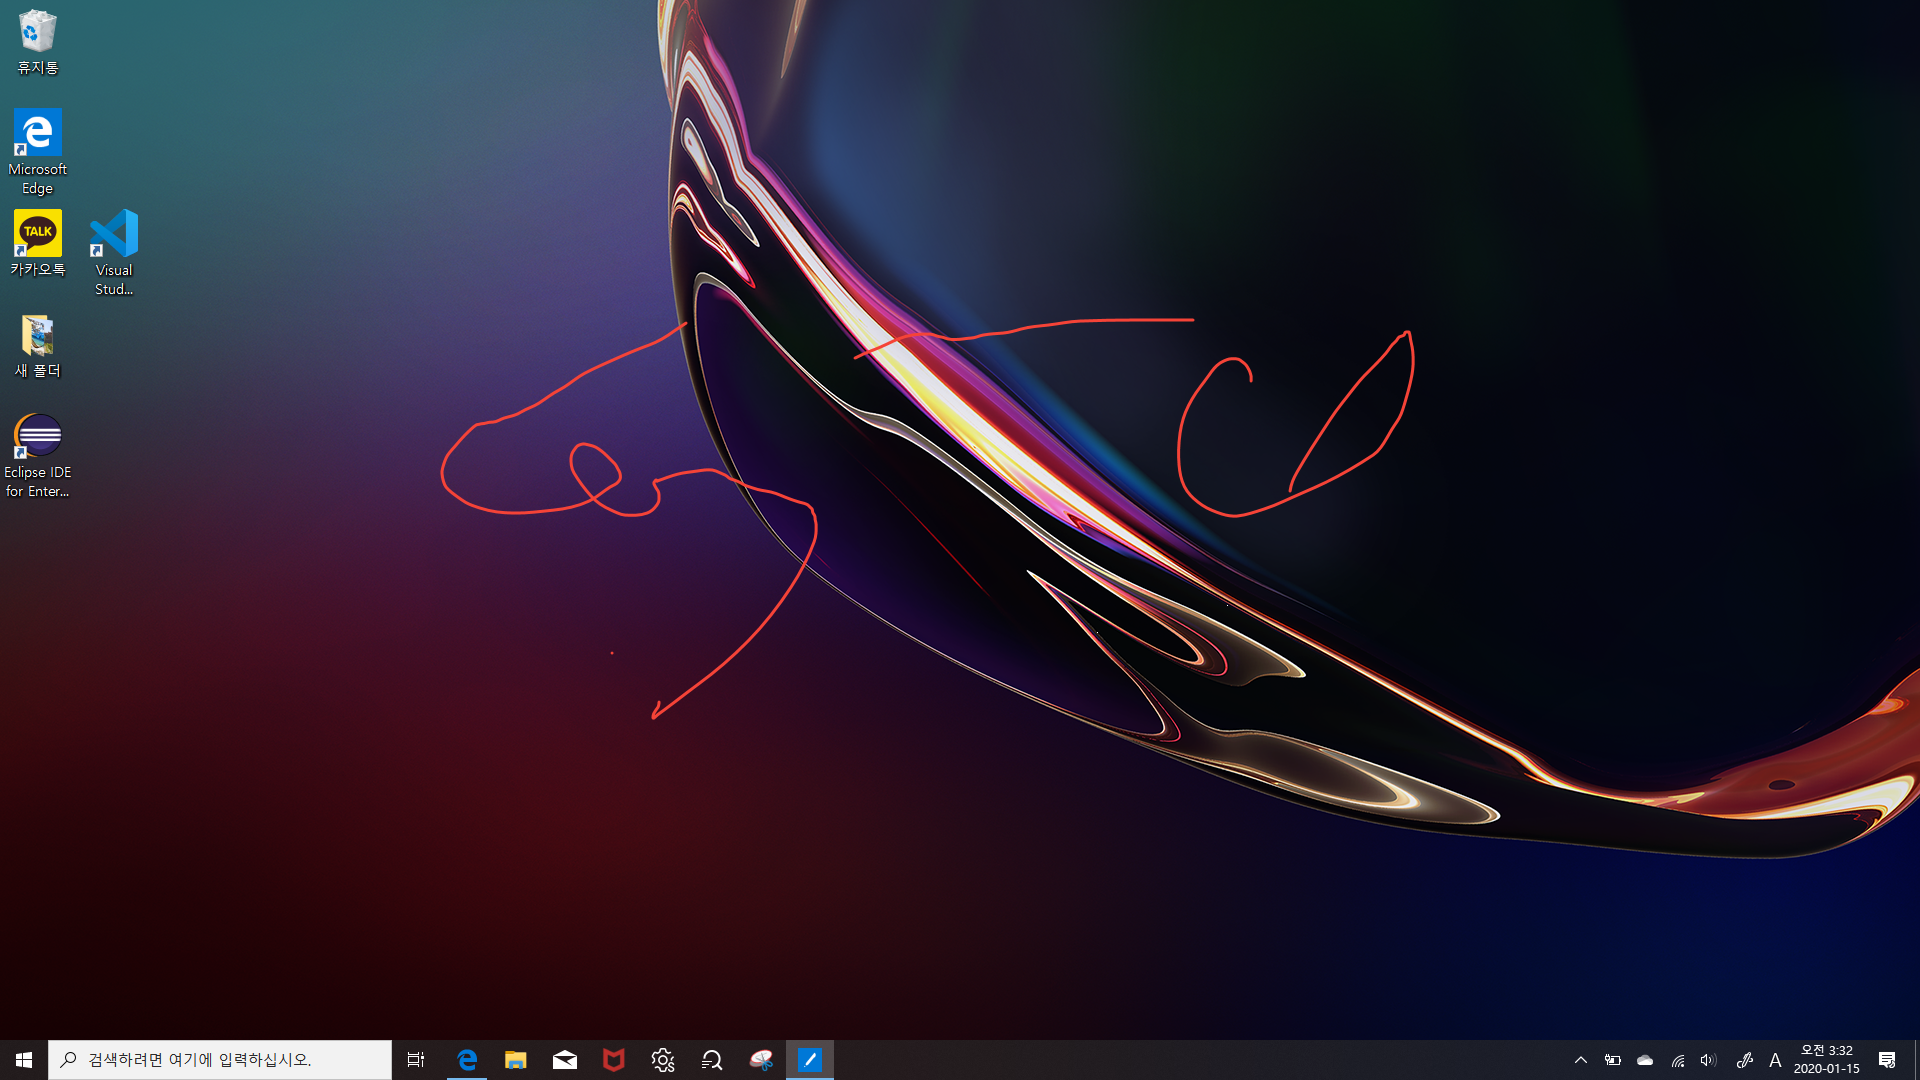 휴지통
Microsoft
Edge
TALK
카카오톡
Visual
Stud...
새 폴더
Eclipse IDE
for Enter...
검색하려면 여기에 입력하십시오.
A
오전 3:32
2020-01-15